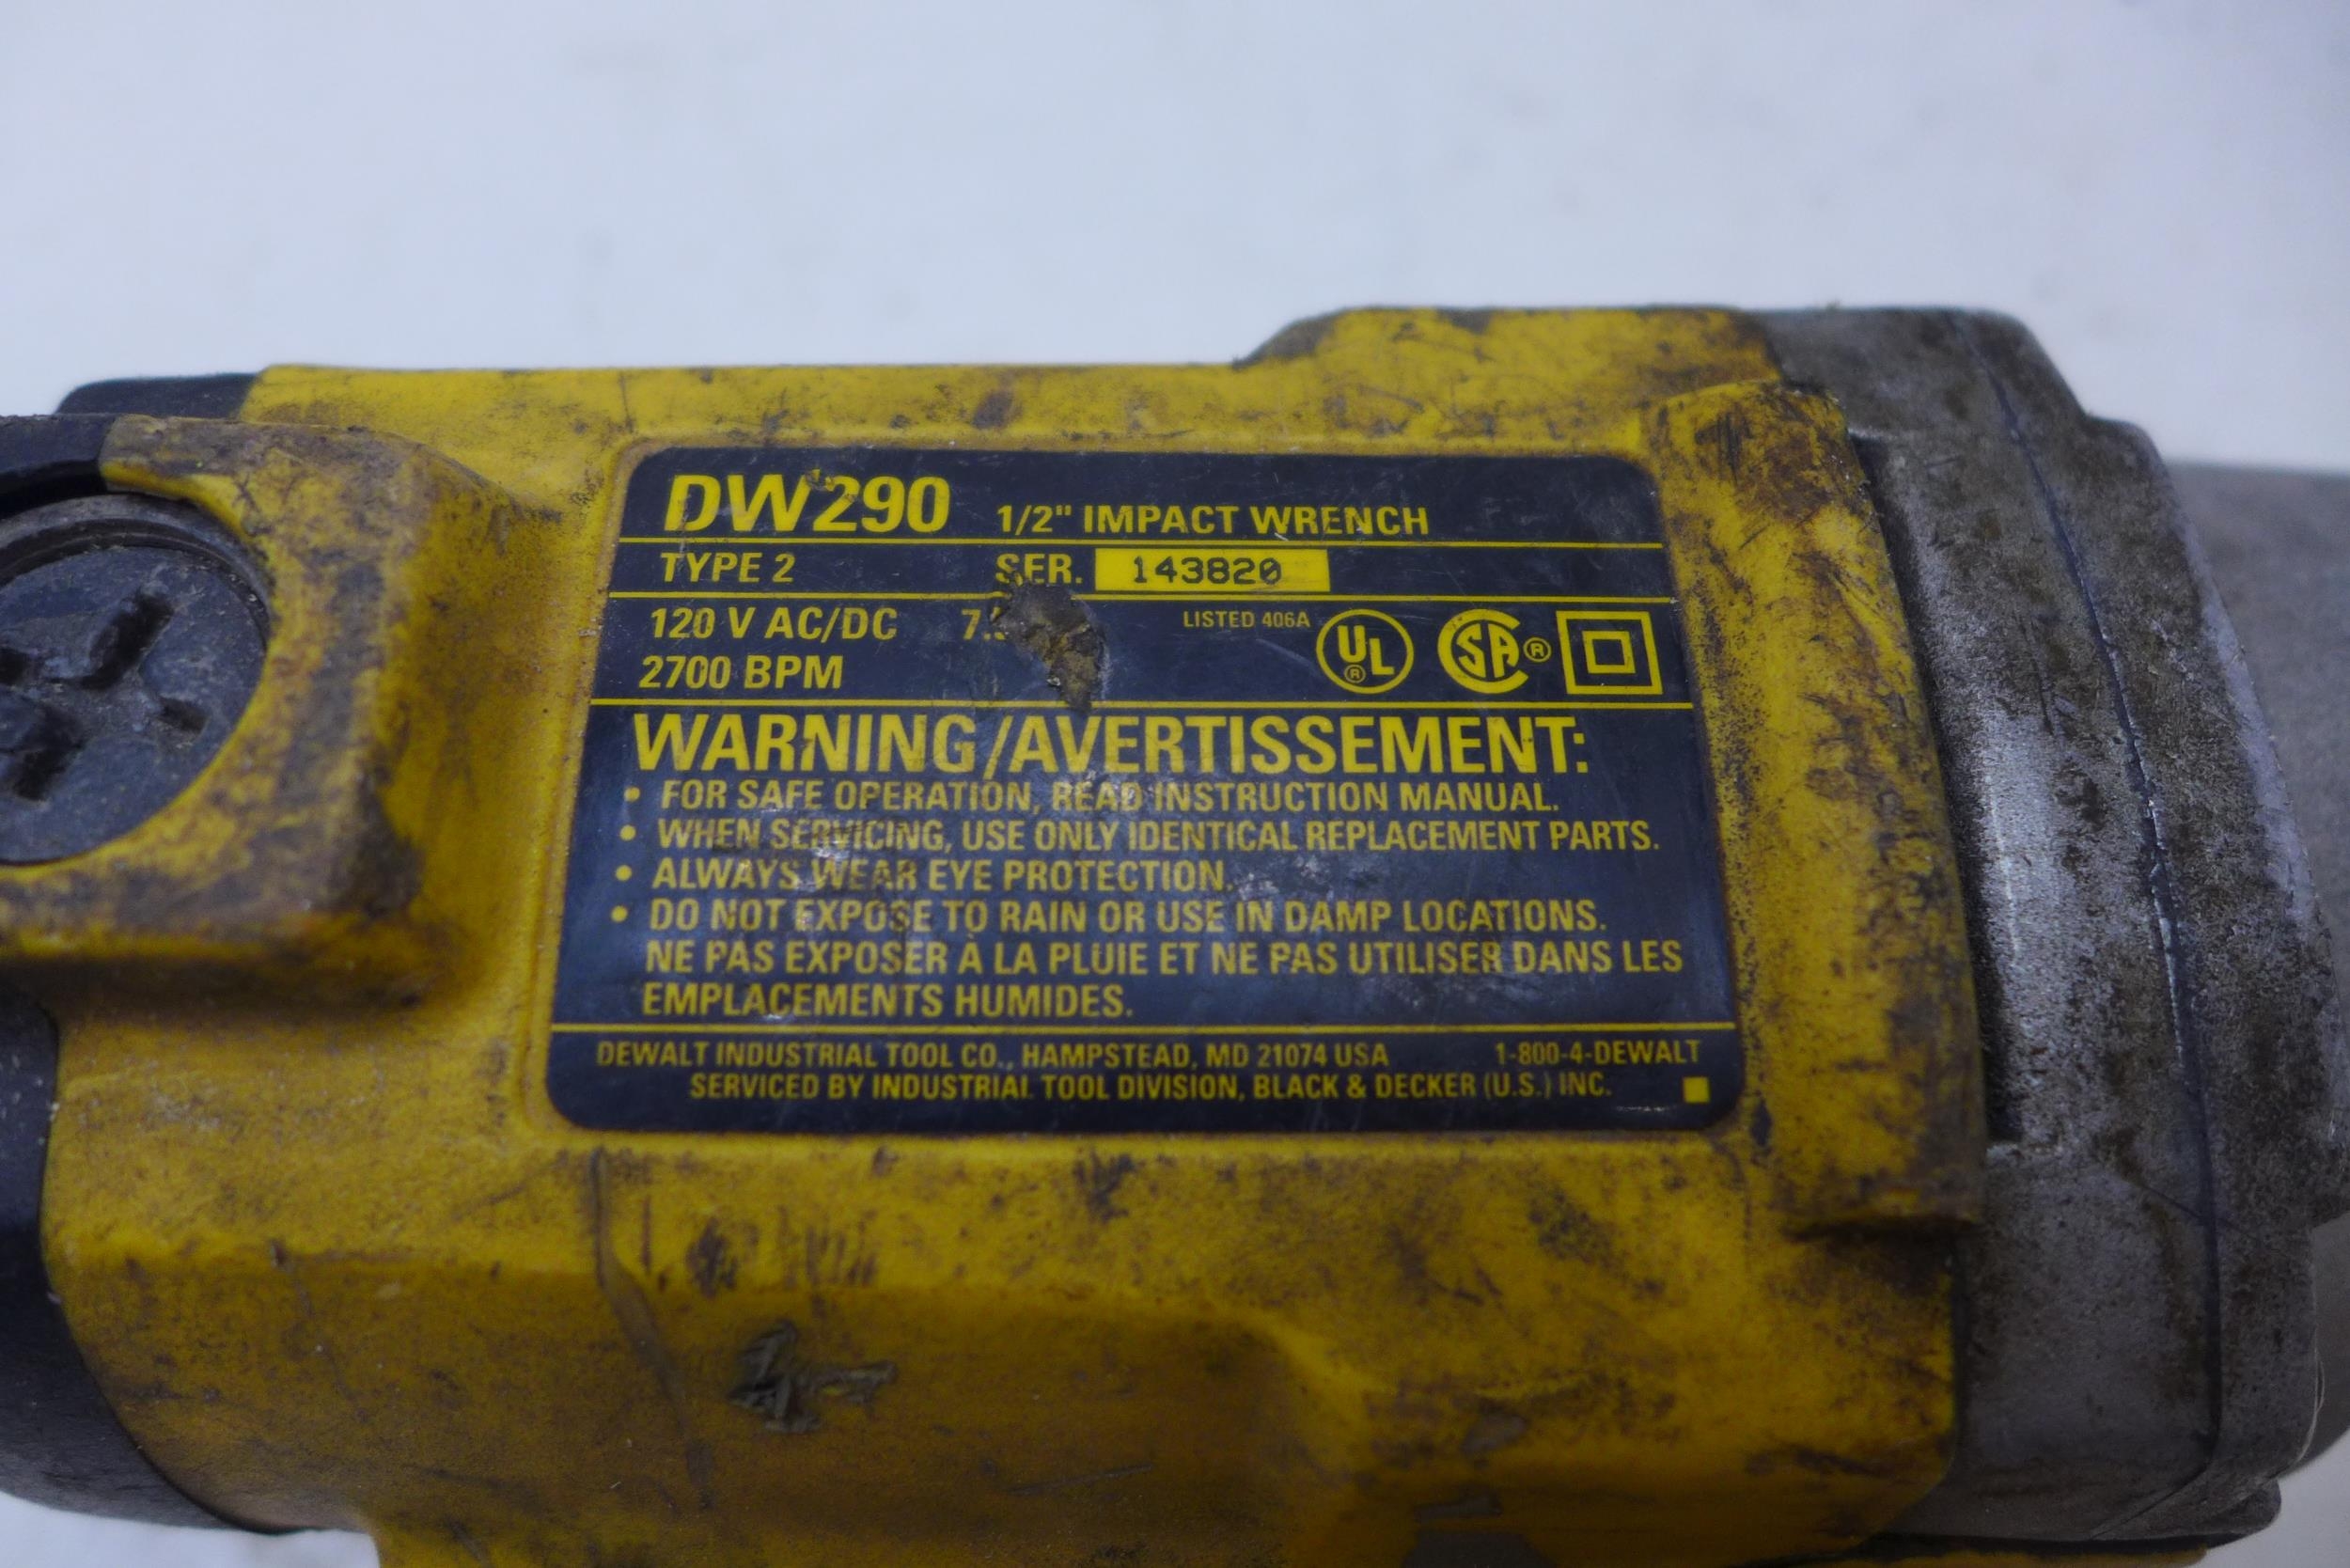 DW290 1/2" IMPACT WRENCH
TYPE 2 SER. 143820
120 V AC/DC LISTED 406A UL® SA®
2700 BPM
WARNING/AVERTISSEMENT:
• FOR SAFE OPERATION, READ INSTRUCTION MANUAL.
• WHEN SERVICING, USE ONLY IDENTICAL REPLACEMENT PARTS.
• ALWAYS WEAR EYE PROTECTION.
• DO NOT EXPOSE TO RAIN OR USE IN DAMP LOCATIONS.
NE PAS EXPOSER À LA PLUIE ET NE PAS UTILISER DANS LES
EMPLACEMENTS HUMIDES.
DEWALT INDUSTRIAL TOOL CO., HAMPSTEAD, MD 21074 USA 1-800-4-DEWALT
SERVICED BY INDUSTRIAL TOOL DIVISION, BLACK & DECKER (U.S.) INC.